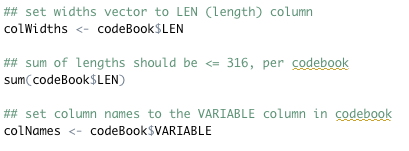 ## set widths vector to LEN (length) column
colWidths <- codeBook$LEN
## sum of lengths should be <= 316, per codebook
sum(codeBook$LEN)
## set column names to the VARIABLE column in codebook
colNames <- codeBook$VARIABLE